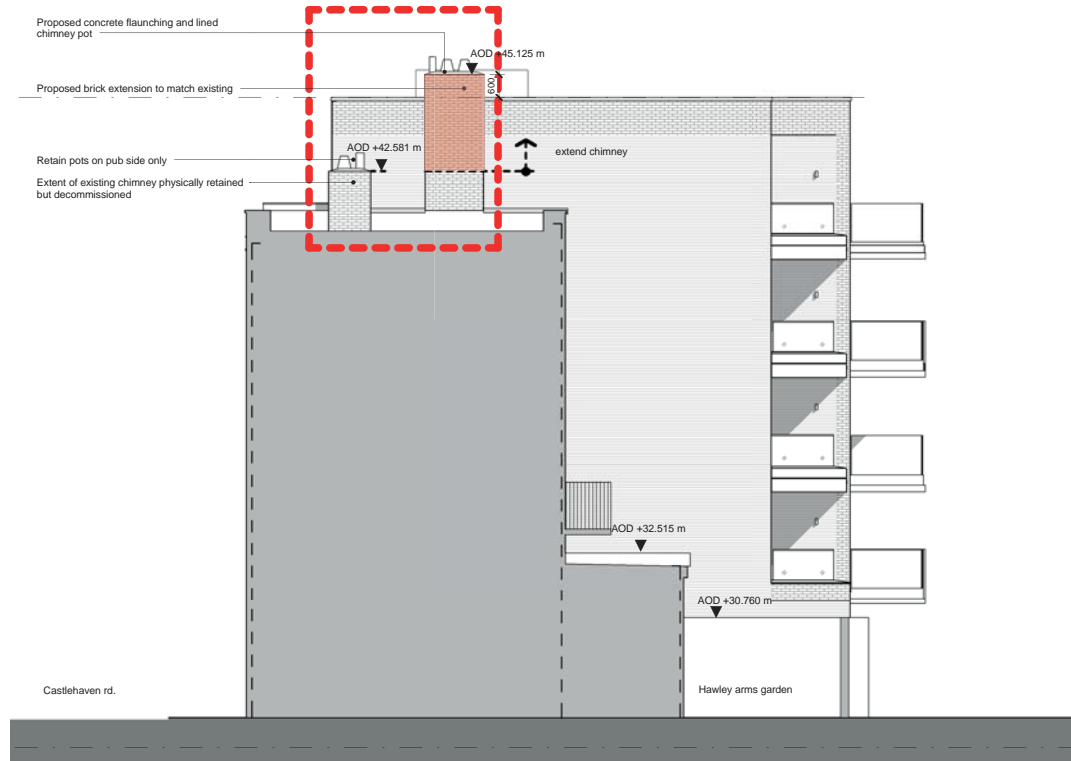 Proposed concrete flaunching and lined
chimney pot
AOD +45.125 m
600
Proposed brick extension to match existing
AOD +42.581 m
extend chimney
Retain pots on pub side only
Extent of existing chimney physically retained
but decommissioned
AOD +32.515 m
AOD +30.760 m
Castlehaven rd.
Hawley arms garden